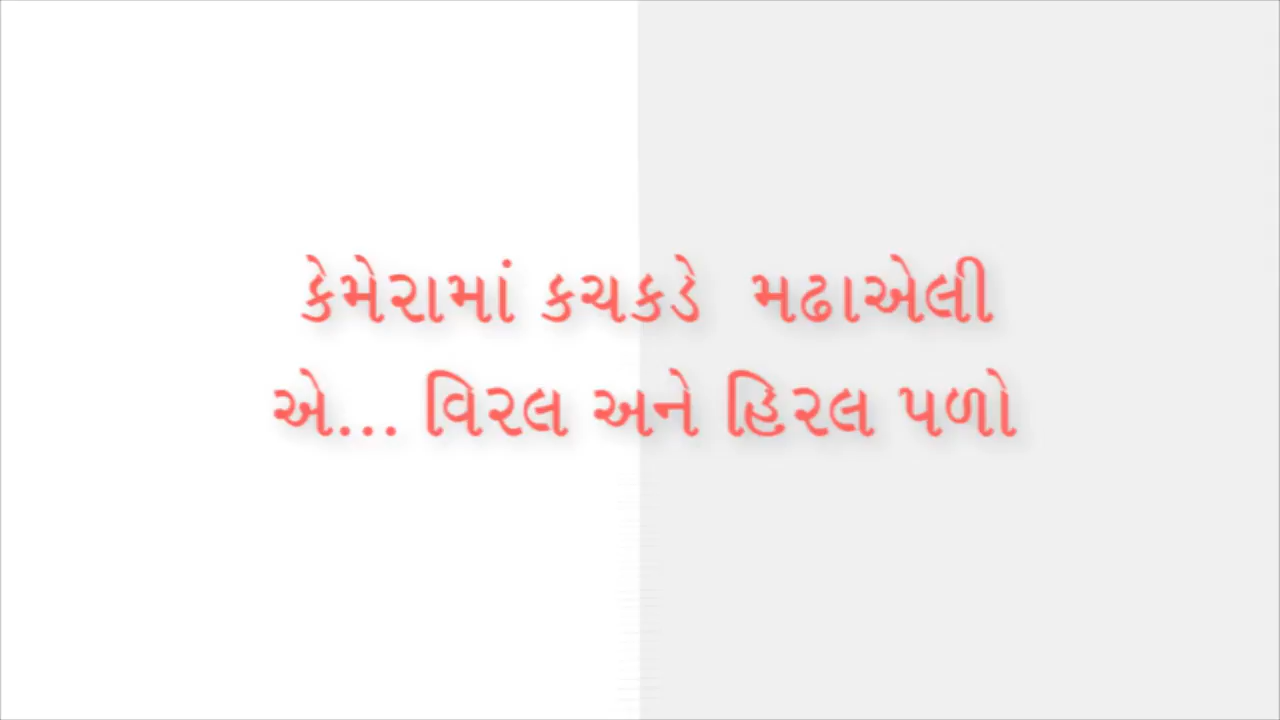 કેમેરામાં કચકડે મઢાએલી
એ... વિરલ અને હિરલ પળો